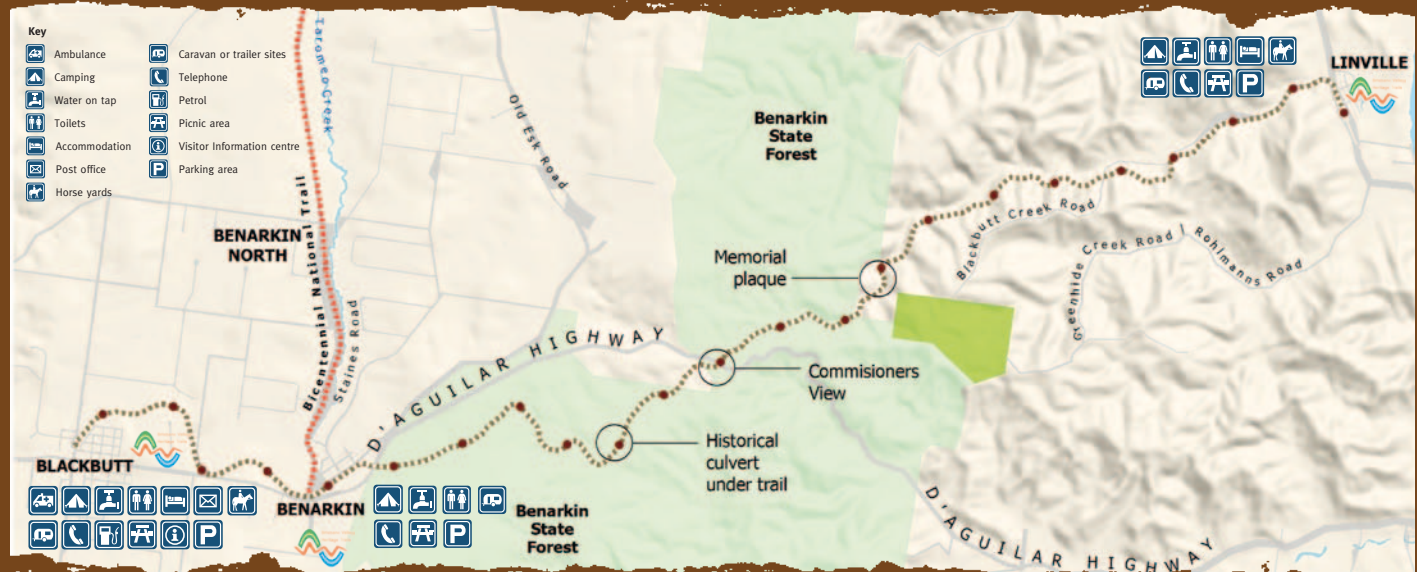 Key
Ambulance
Camping
Water on tap
Toilets
Accommodation
Post office
Horse yards
Caravan or trailer sites
Telephone
Petrol
Picnic area
Visitor Information centre
P
Parking area
Taromeo Creek
Old Esk Road
Benarkin
State
Forest
P
LINVILLE
BENARKIN
NORTH
Bicentennial National Trail
Staines Road
D'AGUILAR HIGHWAY
Memorial
plaque
Blackbutt Creek Road
Greenhide Creek Road
Rohlmanns Road
Commisioners
View
Historical
culvert
under trail
BLACKBUTT
P
BENARKIN
P
Benarkin
State
Forest
D'AGUILAR HIGHWAY